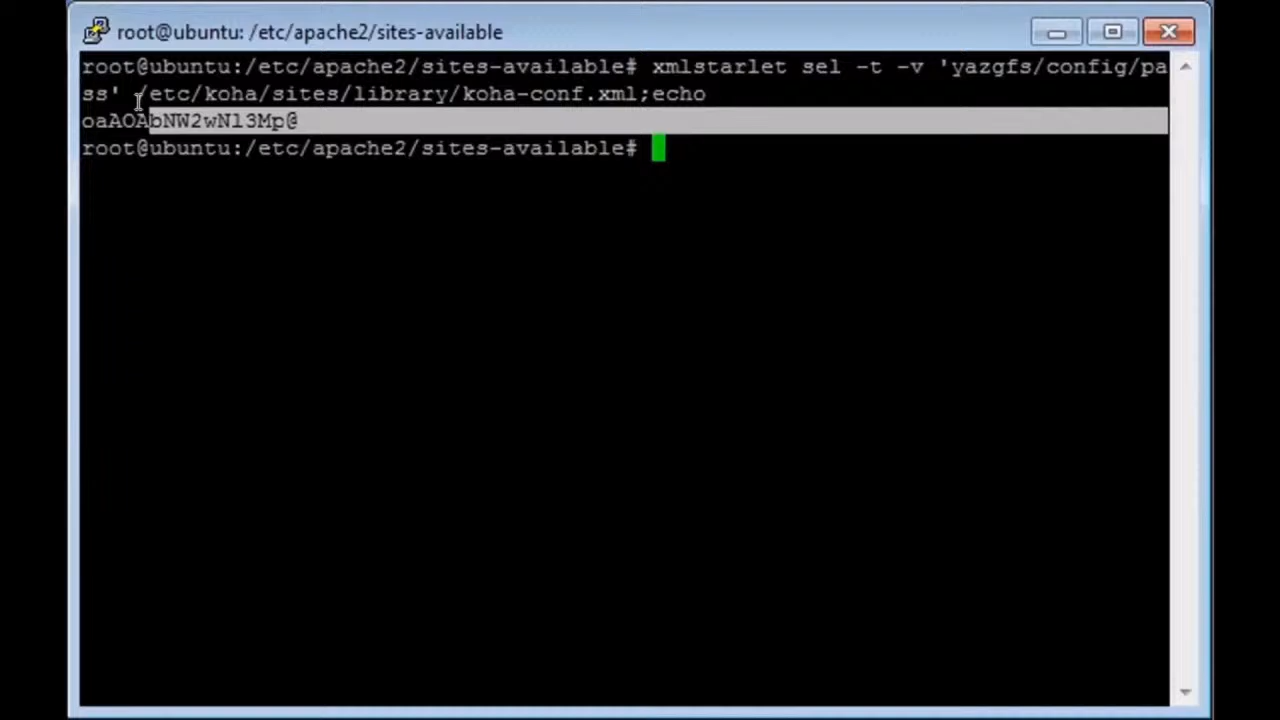 root@ubuntu: /etc/apache2/sites-available
root@ubuntu:/etc/apache2/sites-available# xmlstarlet sel -t -v 'yazgfs/config/pa
ss' /etc/koha/sites/library/koha-conf.xml;echo
oaAOAbNW2wNl3Mp@
root@ubuntu:/etc/apache2/sites-available#